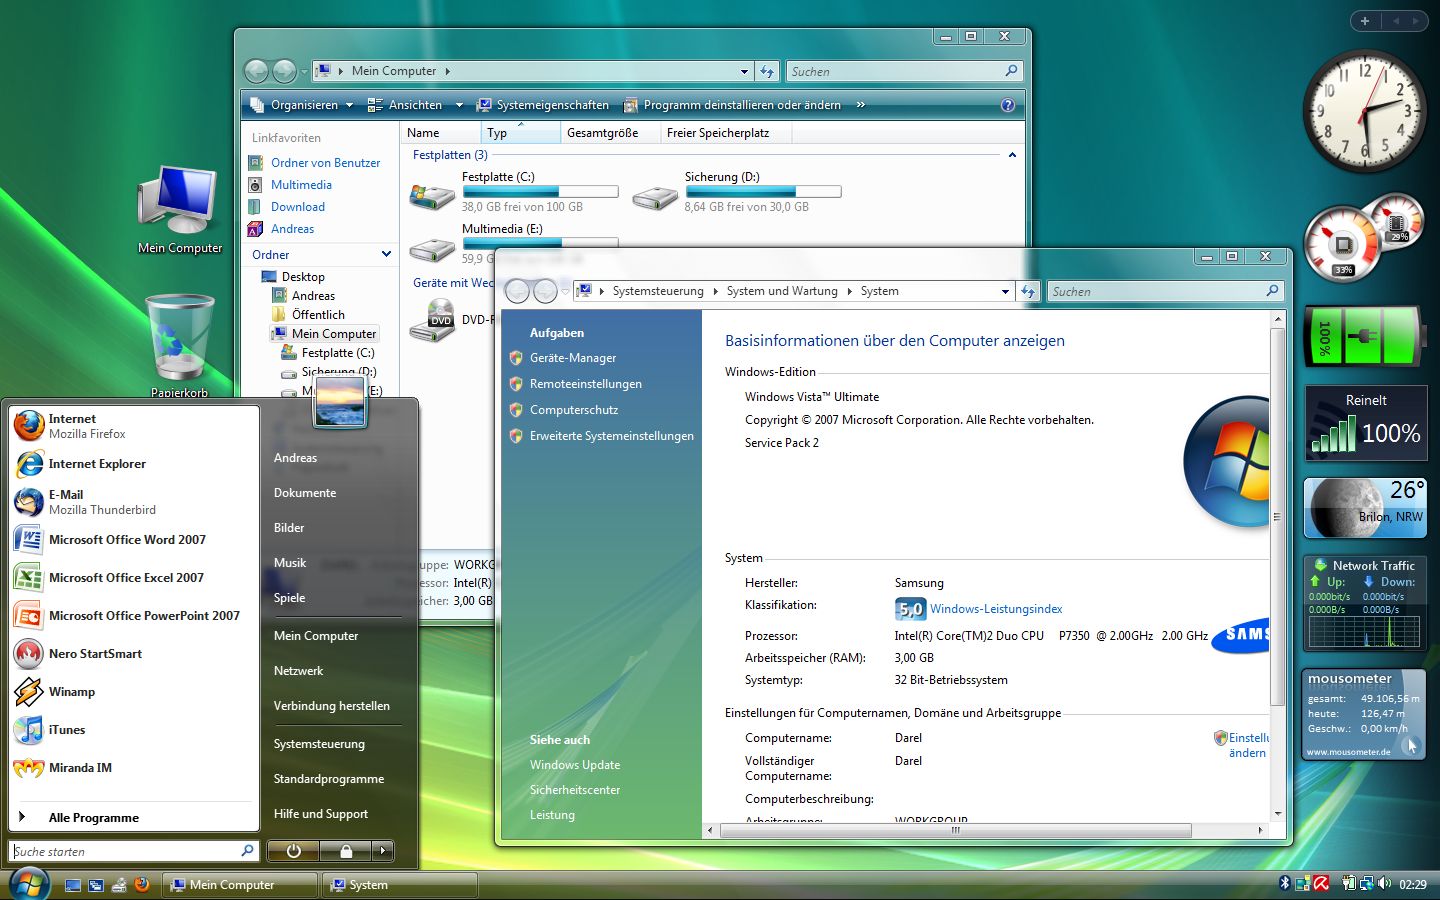 Mein Computer
Suchen
Organisieren
Ansichten
Systemeigenschaften
Programm deinstallieren oder ändern
»
Linkfavoriten
Ordner von Benutzer
Multimedia
Download
Andreas
Ordner
Desktop
Andreas
Öffentlich
Mein Computer
Festplatte (C:)
Sicherung (D:)
Name
Typ
Gesamtgröße
Freier Speicherplatz
Festplatten (3)
Festplatte (C:)
38,0 GB frei von 100 GB
Sicherung (D:)
8,64 GB frei von 30,0 GB
Multimedia (E:)
59,9
Geräte mit
DVD
WORKG
Intel(R)
3,00 GB
Mein Computer
Papierkorb
Systemsteuerung
System und Wartung
System
Suchen
Aufgaben
Geräte-Manager
Remoteeinstellungen
Computerschutz
Erweiterte Systemeinstellungen
Siehe auch
Windows Update
Sicherheitscenter
Leistung
Basisinformationen über den Computer anzeigen
Windows-Edition
Windows Vista™ Ultimate
Copyright © 2007 Microsoft Corporation. Alle Rechte vorbehalten.
Service Pack 2
System
Hersteller: Samsung
Klassifikation: 5,0 Windows-Leistungsindex
Prozessor: Intel(R) Core(TM)2 Duo CPU P7350 @ 2.00GHz 2.00 GHz
SAMS
Arbeitsspeicher (RAM): 3,00 GB
Systemtyp: 32 Bit-Betriebssystem
Einstellungen für Computernamen, Domäne und Arbeitsgruppe
Computername: Darel
Einstellu
ändern
Vollständiger Computername: Darel
Computerbeschreibung:
Arbeitsgruppe: WORKGROUP
Internet
Mozilla Firefox
Internet Explorer
E-Mail
Mozilla Thunderbird
Microsoft Office Word 2007
Microsoft Office Excel 2007
Microsoft Office PowerPoint 2007
Nero StartSmart
Winamp
iTunes
Miranda IM
Alle Programme
Suche starten
Andreas
Dokumente
Bilder
Musik
Spiele
Mein Computer
Netzwerk
Verbindung herstellen
Systemsteuerung
Standardprogramme
Hilfe und Support
12
1
2
3
4
5
6
7
8
9
10
11
29%
33%
100%
Reinelt
100%
26°
Brilon, NRW
Network Traffic
Up: Down:
0.000bit/s 0.000bit/s
0.000B/s 0.000B/s
mousometer
gesamt: 49.106,56 m
heute: 126,47 m
Geschw.: 0,00 km/h
www.mousometer.de
Mein Computer
System
02:29